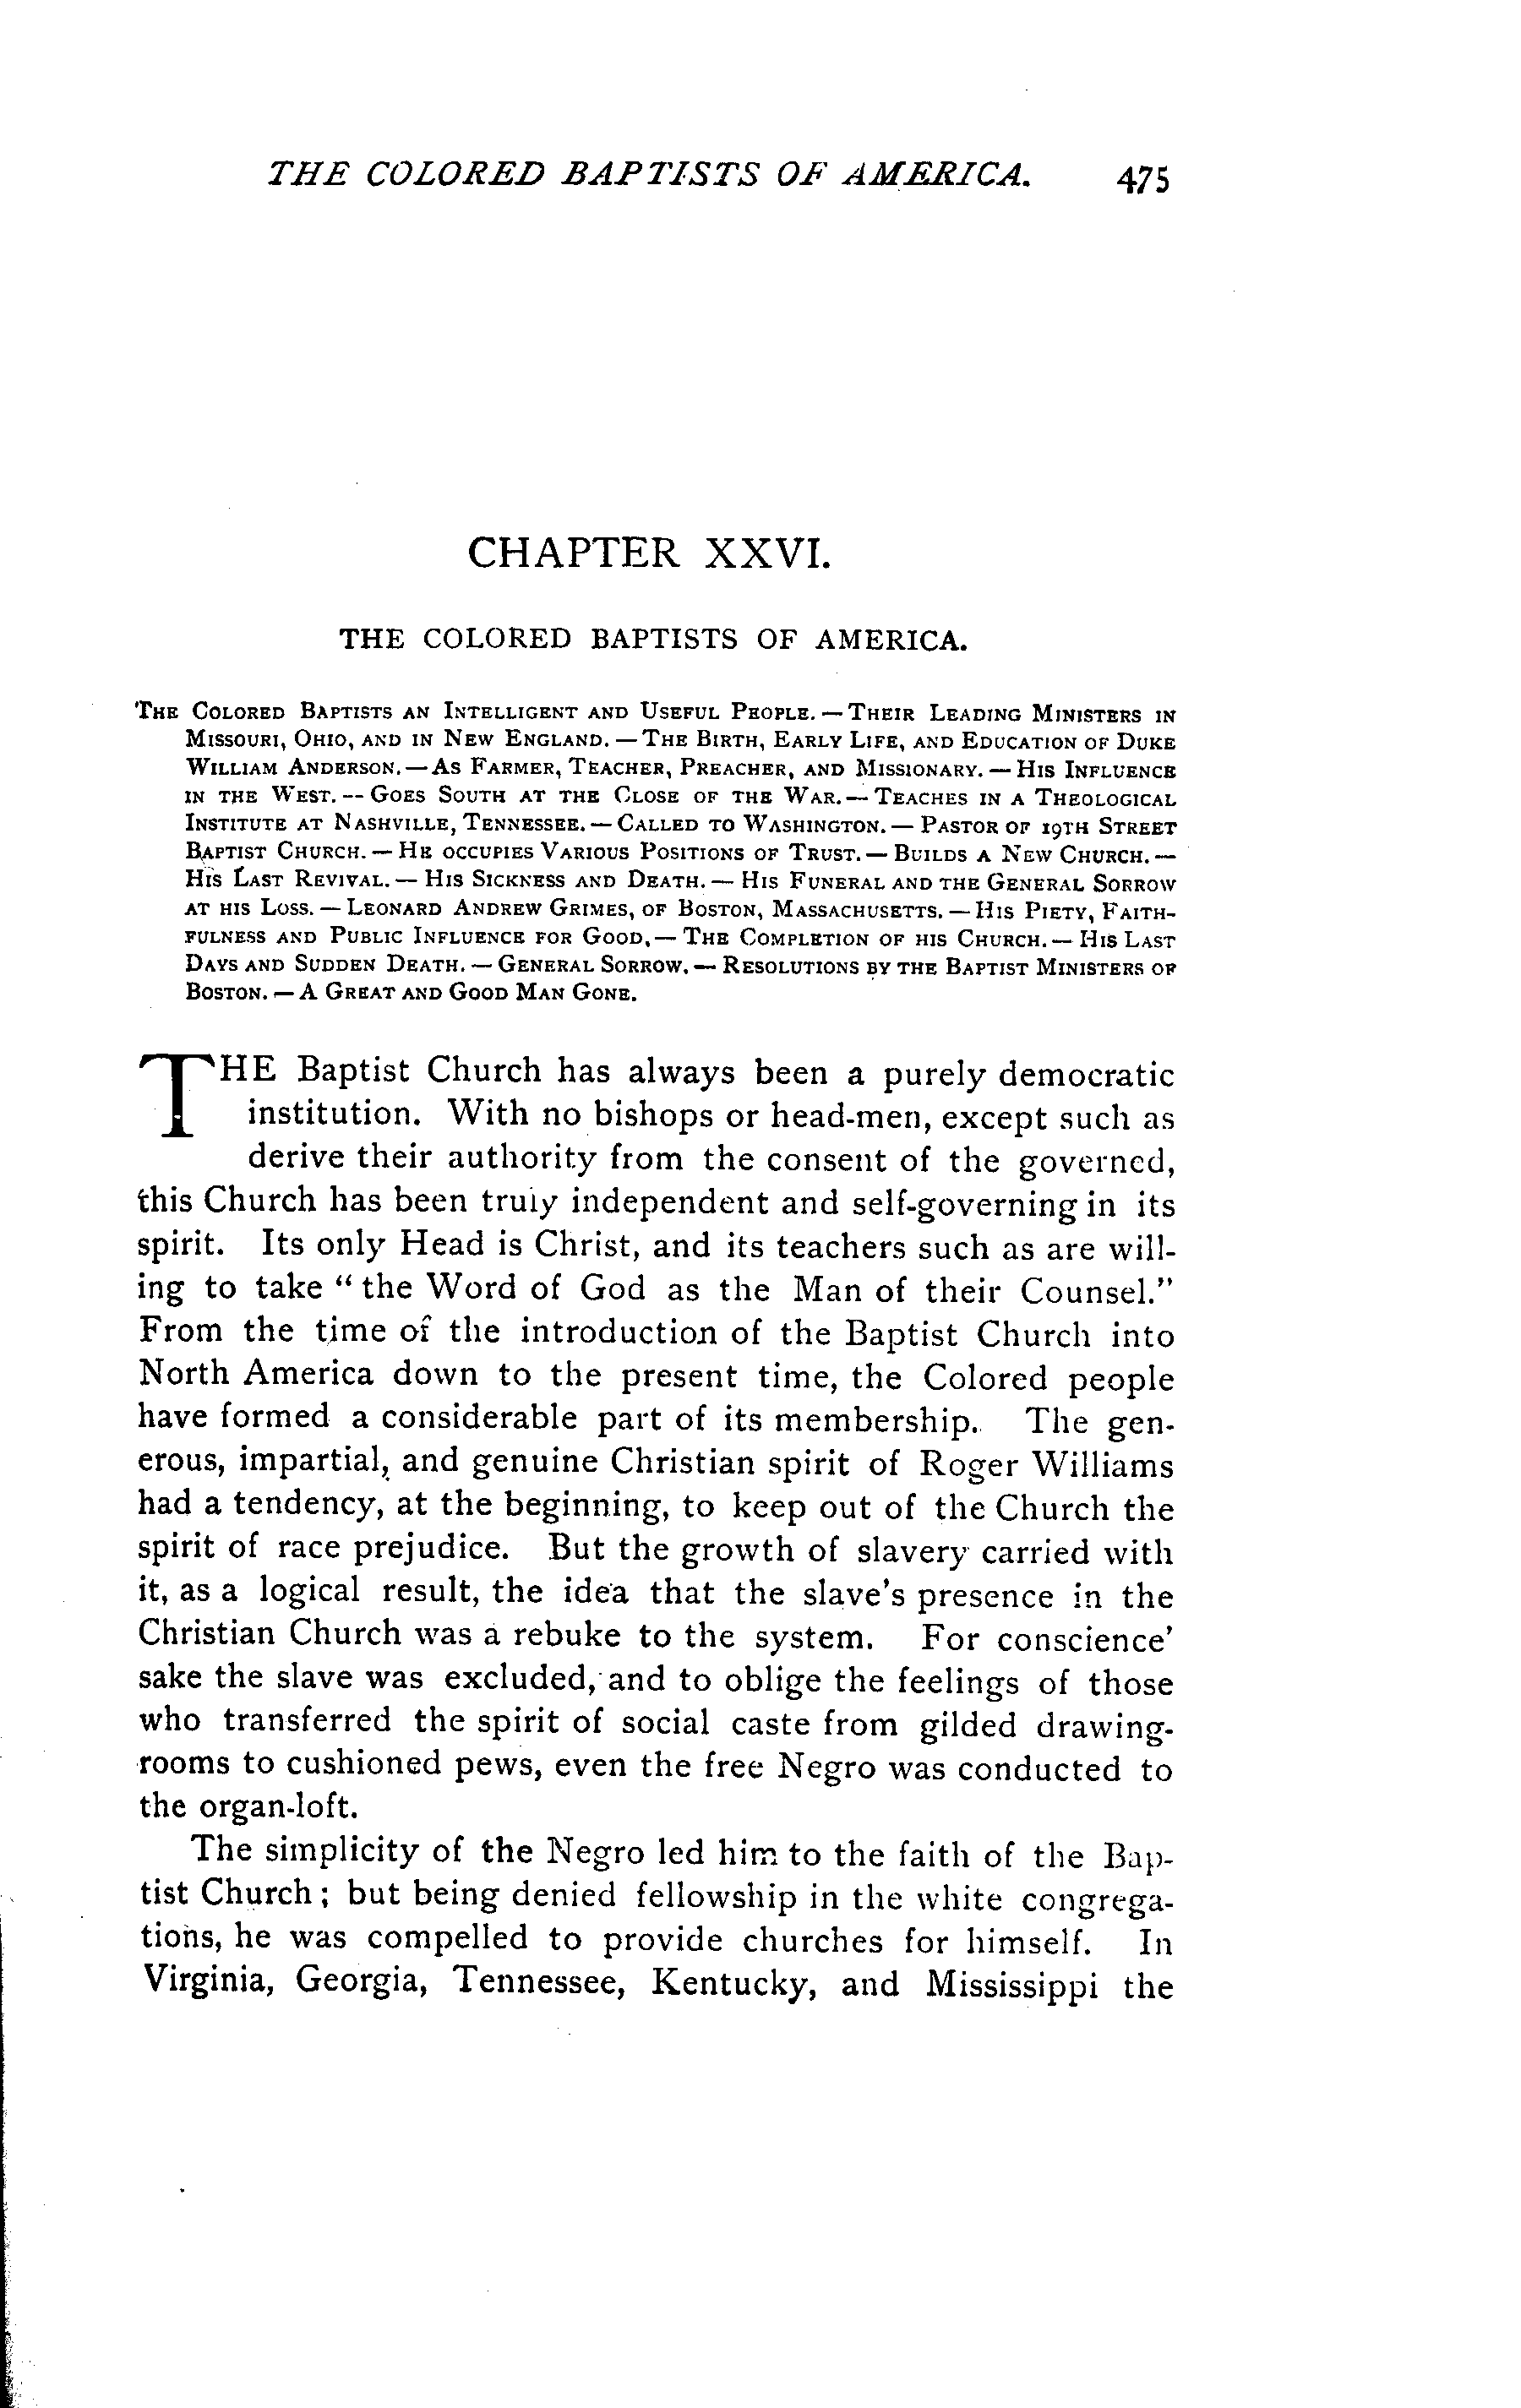 THE COLORED BAPTISTS OF AMERICA. 475
CHAPTER XXVI.
THE COLORED BAPTISTS OF AMERICA.
THE COLORED BAPTISTS AN INTELLIGENT AND USEFUL PEOPLE. — THEIR LEADING MINISTERS IN
MISSOURI, OHIO, AND IN NEW ENGLAND. — THE BIRTH, EARLY LIFE, AND EDUCATION OF DUKE
WILLIAM ANDERSON. — AS FARMER, TEACHER, PREACHER, AND MISSIONARY. — HIS INFLUENCE
IN THE WEST. -- GOES SOUTH AT THE CLOSE OF THE WAR. — TEACHES IN A THEOLOGICAL
INSTITUTE AT NASHVILLE, TENNESSEE. — CALLED TO WASHINGTON. — PASTOR OF 19TH STREET
BAPTIST CHURCH. — HE OCCUPIES VARIOUS POSITIONS OF TRUST. — BUILDS A NEW CHURCH. —
HIS LAST REVIVAL. — HIS SICKNESS AND DEATH. — HIS FUNERAL AND THE GENERAL SORROW
AT HIS LOSS. — LEONARD ANDREW GRIMES, OF BOSTON, MASSACHUSETTS. — HIS PIETY, FAITH-
FULNESS AND PUBLIC INFLUENCE FOR GOOD. — THE COMPLETION OF HIS CHURCH. — HIS LAST
DAYS AND SUDDEN DEATH. — GENERAL SORROW. — RESOLUTIONS BY THE BAPTIST MINISTERS OF
BOSTON. — A GREAT AND GOOD MAN GONE.
THE Baptist Church has always been a purely democratic
institution. With no bishops or head-men, except such as
derive their authority from the consent of the governed,
this Church has been truly independent and self-governing in its
spirit. Its only Head is Christ, and its teachers such as are will-
ing to take "the Word of God as the Man of their Counsel."
From the time of the introduction of the Baptist Church into
North America down to the present time, the Colored people
have formed a considerable part of its membership. The gen-
erous, impartial, and genuine Christian spirit of Roger Williams
had a tendency, at the beginning, to keep out of the Church the
spirit of race prejudice. But the growth of slavery carried with
it, as a logical result, the idea that the slave's presence in the
Christian Church was a rebuke to the system. For conscience'
sake the slave was excluded, and to oblige the feelings of those
who transferred the spirit of social caste from gilded drawing-
rooms to cushioned pews, even the free Negro was conducted to
the organ-loft.
The simplicity of the Negro led him to the faith of the Bap-
tist Church; but being denied fellowship in the white congrega-
tions, he was compelled to provide churches for himself. In
Virginia, Georgia, Tennessee, Kentucky, and Mississippi the